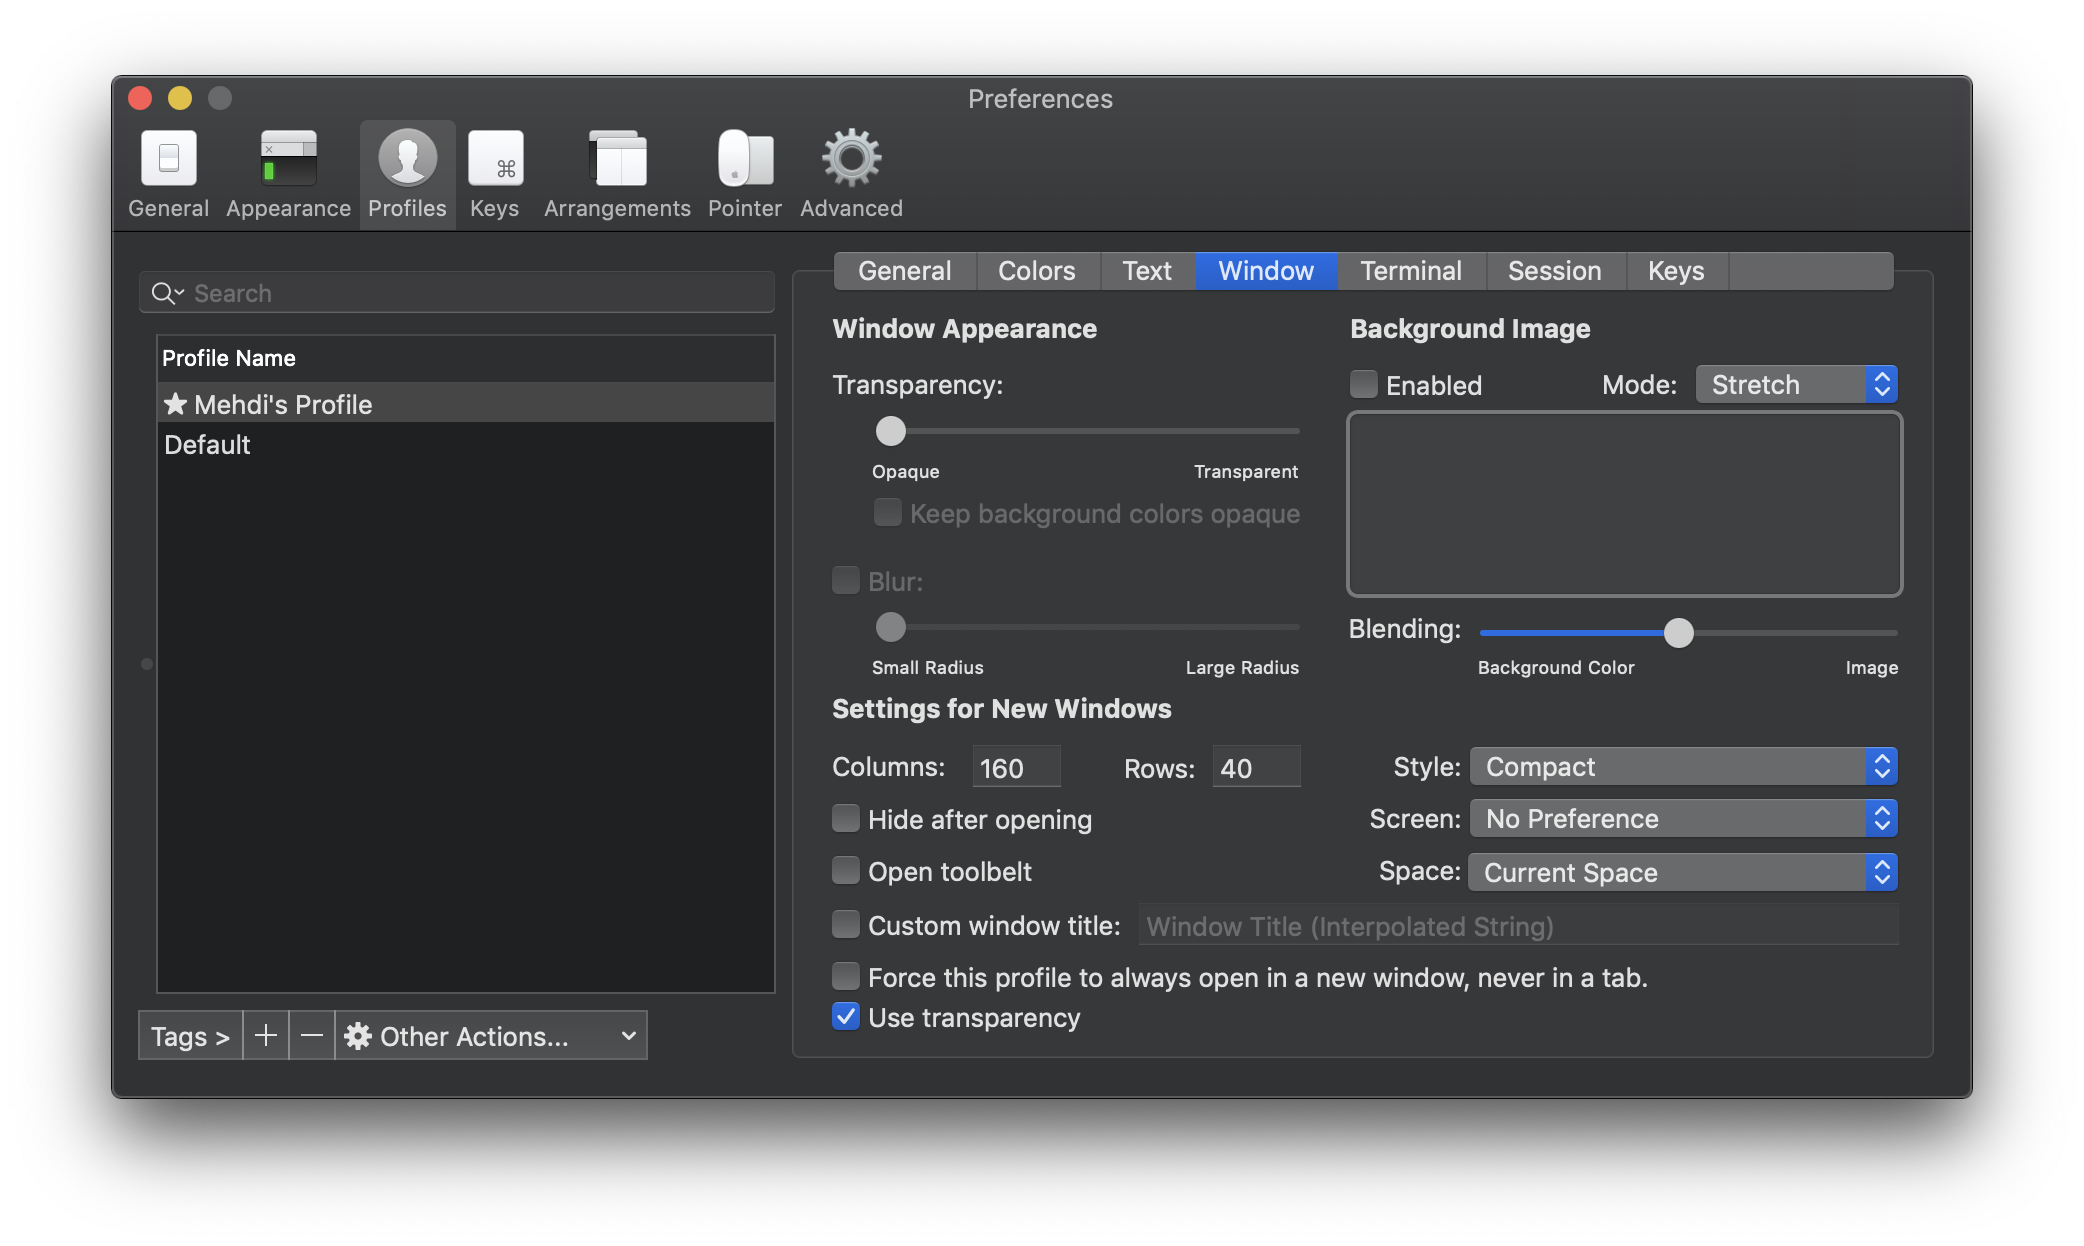 Preferences
General Appearance Profiles Keys Arrangements Pointer Advanced
Search
Profile Name
★ Mehdi's Profile
Default
Tags > + − Other Actions...
General Colors Text Window Terminal Session Keys
Window Appearance
Transparency:
Opaque Transparent
Keep background colors opaque
Blur:
Small Radius Large Radius
Background Image
Enabled Mode: Stretch
Blending:
Background Color Image
Settings for New Windows
Columns: 160 Rows: 40 Style: Compact
Hide after opening Screen: No Preference
Open toolbelt Space: Current Space
Custom window title: Window Title (Interpolated String)
Force this profile to always open in a new window, never in a tab.
Use transparency